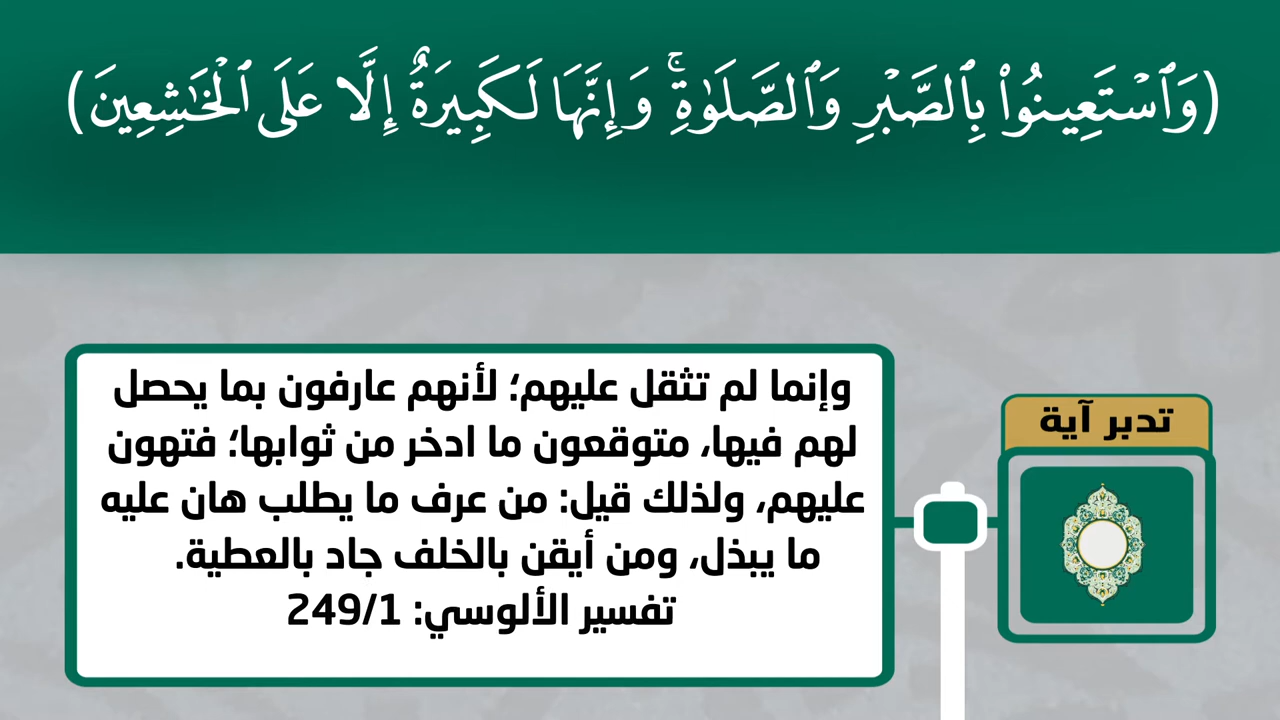 (وَٱسْتَعِينُوا۟ بِٱلصَّبْرِ وَٱلصَّلَوٰةِ ۚ وَإِنَّهَا لَكَبِيرَةٌ إِلَّا عَلَى ٱلْخَٰشِعِينَ)
تدبر آية
وإنما لم تثقل عليهم؛ لأنهم عارفون بما يحصل
لهم فيها، متوقعون ما ادخر من ثوابها؛ فتهون
عليهم، ولذلك قيل: من عرف ما يطلب هان عليه
ما يبذل، ومن أيقن بالخلف جاد بالعطية.
تفسير الألوسي: 249/1